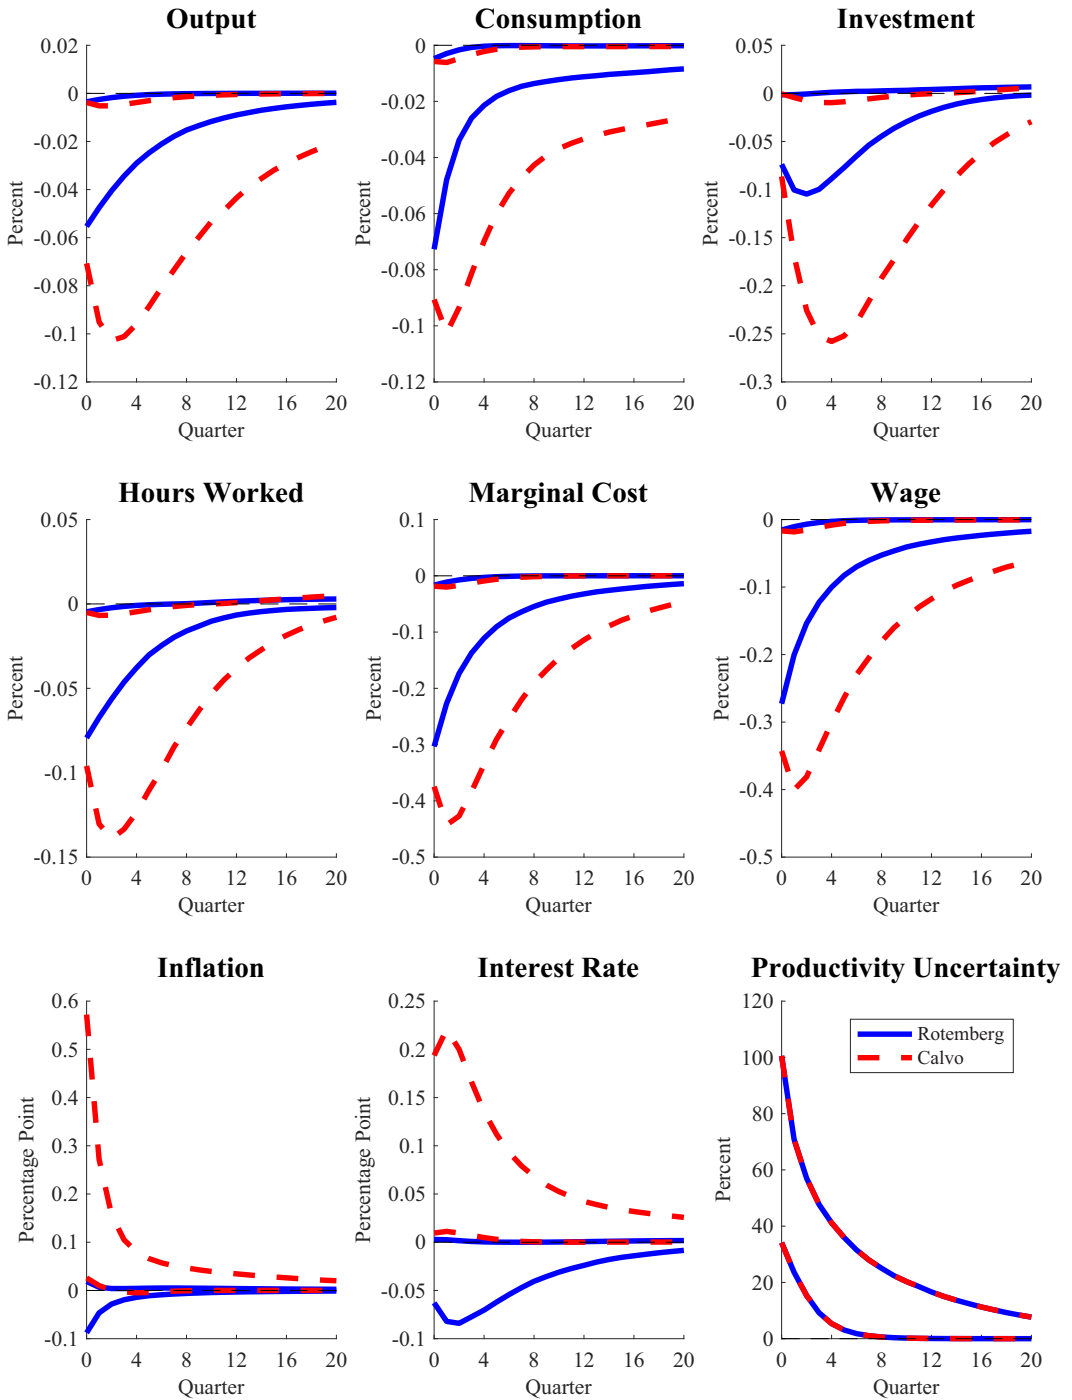 Output
Consumption
Investment
0.02
0
-0.02
-0.04
-0.06
-0.08
-0.1
-0.12
Percent
0 4 8 12 16 20
Quarter
0
-0.02
-0.04
-0.06
-0.08
-0.1
-0.12
Percent
0 4 8 12 16 20
Quarter
0.05
0
-0.05
-0.1
-0.15
-0.2
-0.25
-0.3
Percent
0 4 8 12 16 20
Quarter
Hours Worked
Marginal Cost
Wage
0.05
0
-0.05
-0.1
-0.15
Percent
0 4 8 12 16 20
Quarter
0.1
0
-0.1
-0.2
-0.3
-0.4
-0.5
Percent
0 4 8 12 16 20
Quarter
0
-0.1
-0.2
-0.3
-0.4
-0.5
Percent
0 4 8 12 16 20
Quarter
Inflation
Interest Rate
Productivity Uncertainty
0.6
0.5
0.4
0.3
0.2
0.1
0
-0.1
Percentage Point
0 4 8 12 16 20
Quarter
0.25
0.2
0.15
0.1
0.05
0
-0.05
-0.1
Percentage Point
0 4 8 12 16 20
Quarter
120
100
80
60
40
20
0
Percent
Rotemberg
Calvo
0 4 8 12 16 20
Quarter